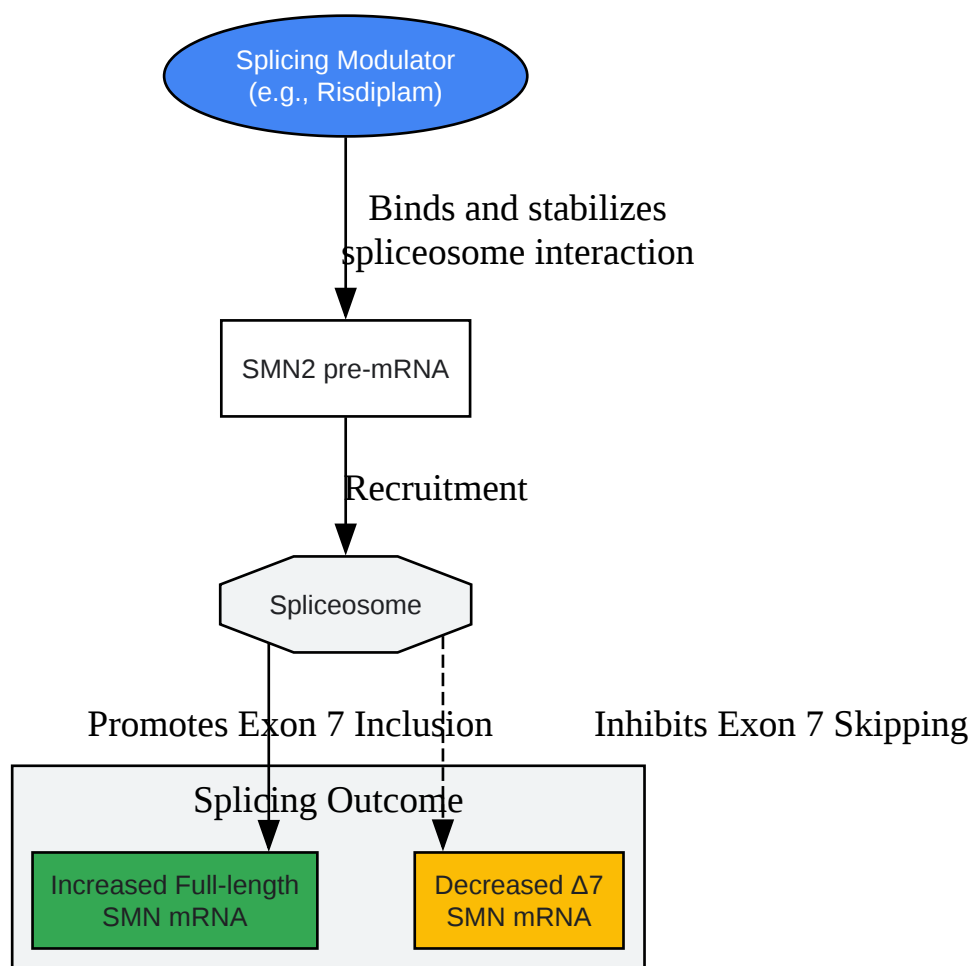 Splicing Modulator
(e.g., Risdiplam)
Binds and stabilizes
spliceosome interaction
SMN2 pre-mRNA
Recruitment
Spliceosome
Promotes Exon 7 Inclusion
Inhibits Exon 7 Skipping
Splicing Outcome
Increased Full-length
SMN mRNA
Decreased Δ7
SMN mRNA